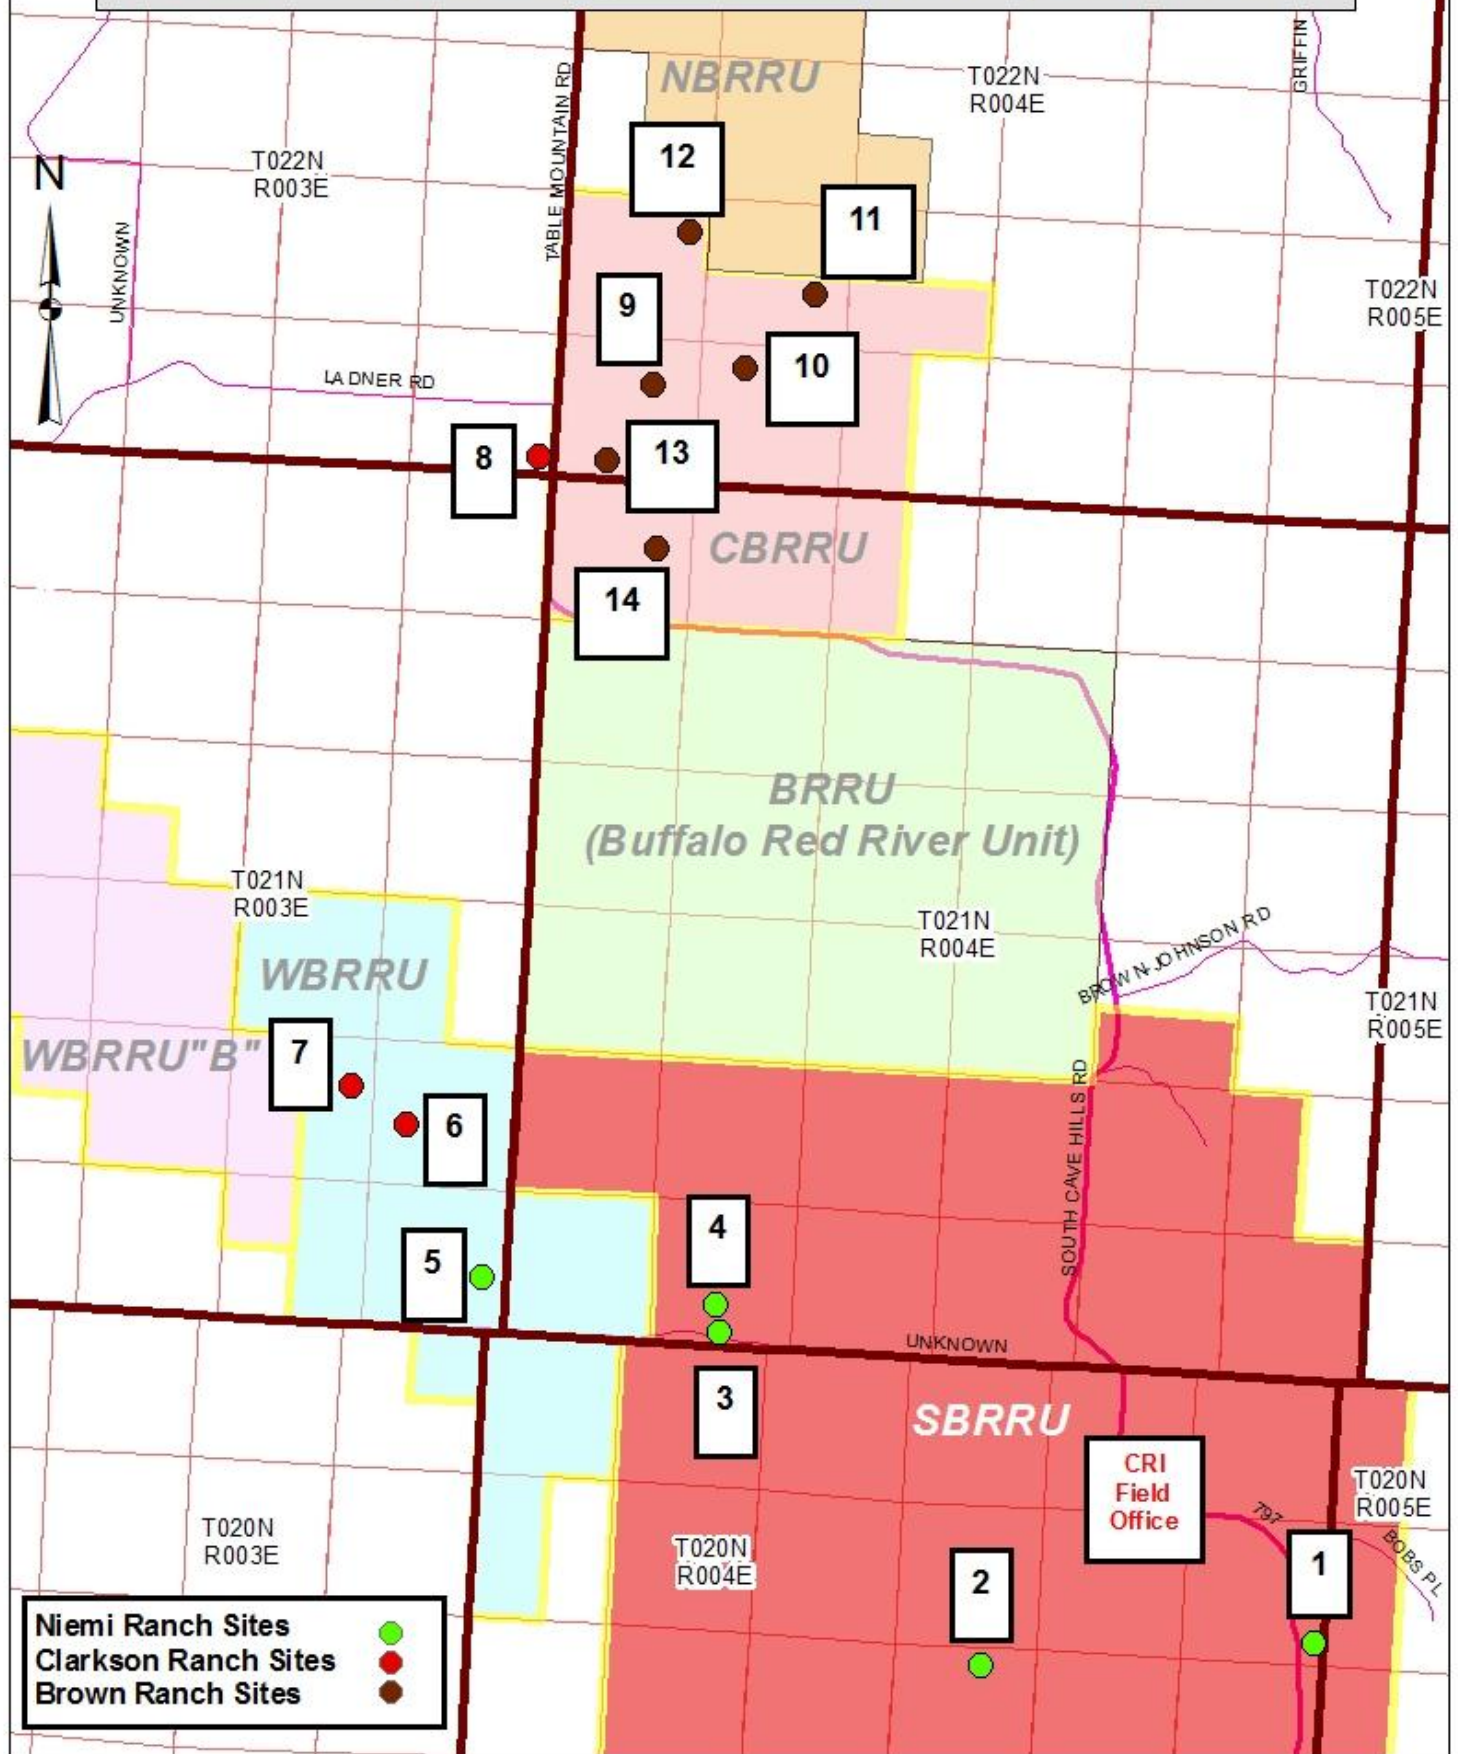 GRIFFIN
NBRRU
T022N
R004E
TABLE MOUNTAIN RD
12
T022N
R003E
N
11
UNKNOWN
T022N
R005E
9
10
LADNER RD
8
13
CBRRU
14
BRRU
(Buffalo Red River Unit)
T021N
R003E
T021N
R004E
BROWN-JOHNSON RD
WBRRU
T021N
R005E
WBRRU"B"
7
6
SOUTH CAVE HILLS RD
4
5
UNKNOWN
3
SBRRU
CRI
Field
Office
T020N
R005E
797
BOBS PL
T020N
R003E
T020N
R004E
2
1
Niemi Ranch Sites
Clarkson Ranch Sites
Brown Ranch Sites